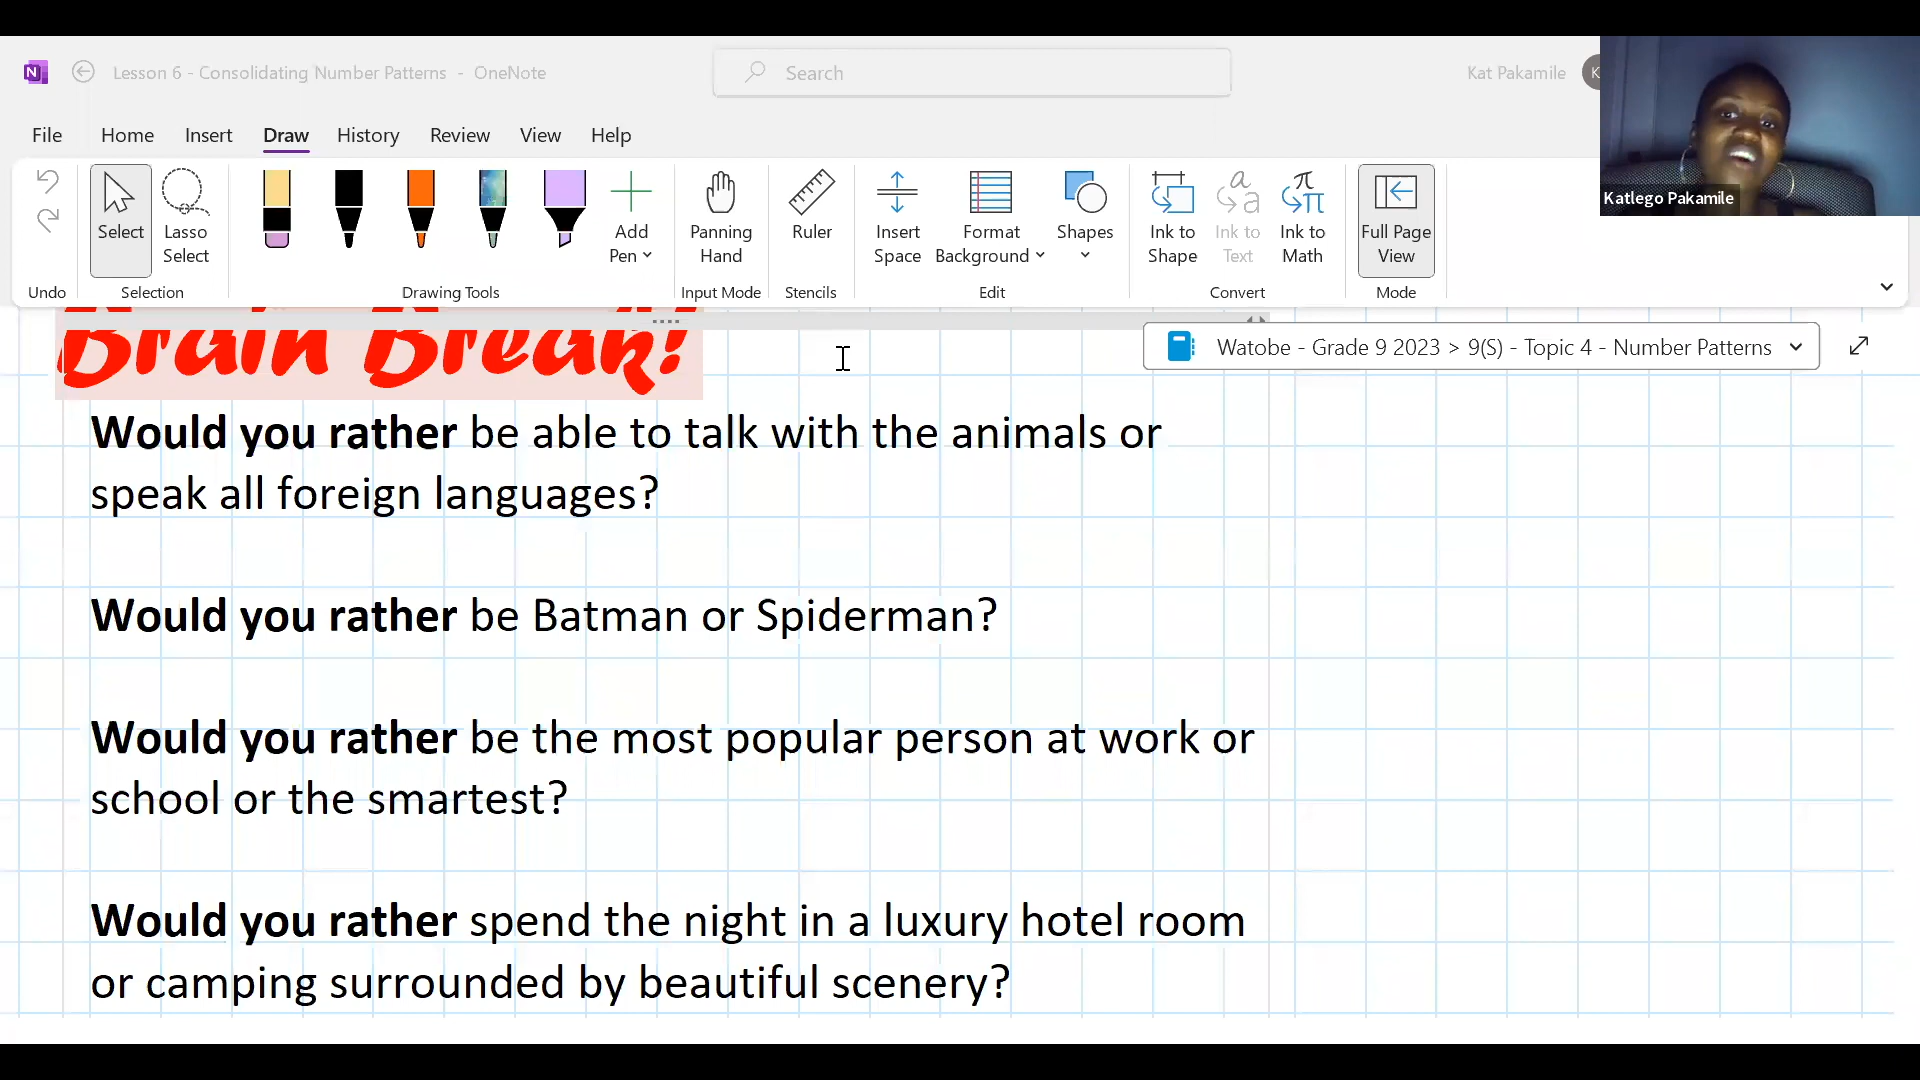 Lesson 6 - Consolidating Number Patterns - OneNote
Search
Kat Pakamile
K
File Home Insert Draw History Review View Help
Select
Lasso Select
Add Pen
Panning Hand
Ruler
Insert Space
Format Background
Shapes
Ink to Shape
Ink to Text
Ink to Math
Full Page View
Undo Selection Drawing Tools Input Mode Stencils Edit Convert Mode
Katlego Pakamile
Brain Break!
Watobe - Grade 9 2023 > 9(S) - Topic 4 - Number Patterns
Would you rather be able to talk with the animals or
speak all foreign languages?
Would you rather be Batman or Spiderman?
Would you rather be the most popular person at work or
school or the smartest?
Would you rather spend the night in a luxury hotel room
or camping surrounded by beautiful scenery?